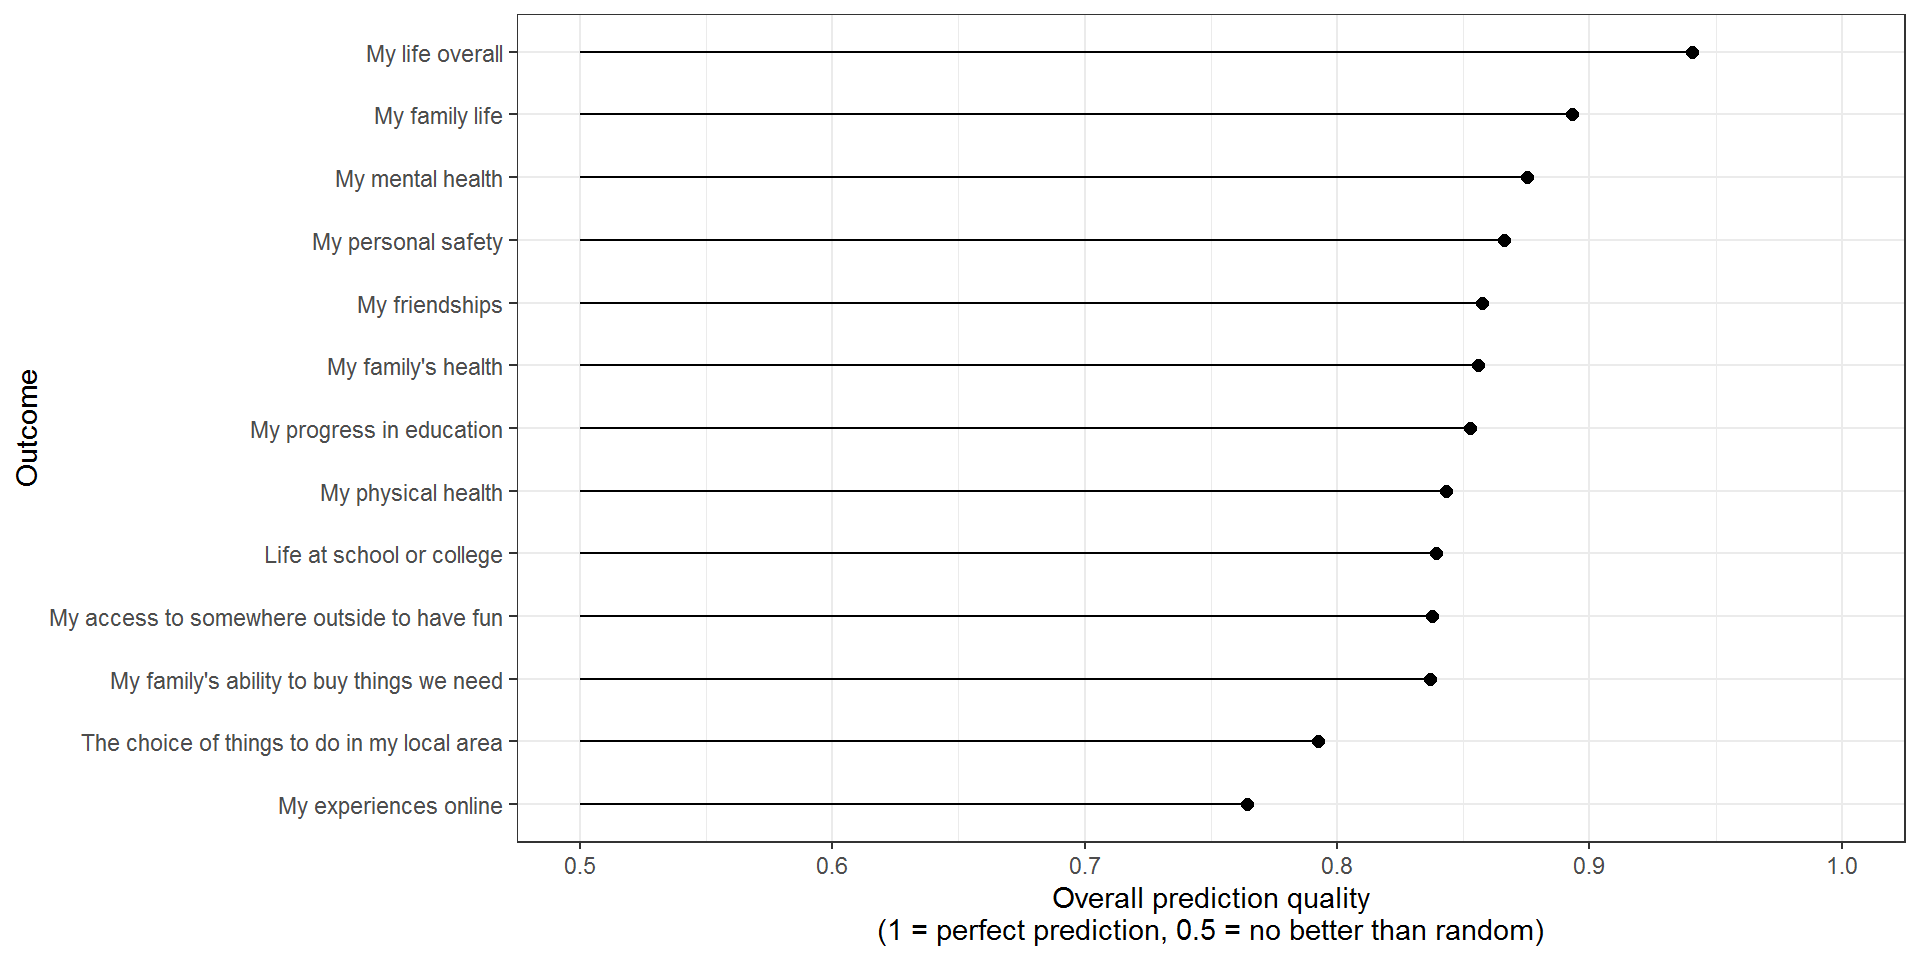 My life overall
My family life
My mental health
My personal safety
My friendships
My family's health
My progress in education
My physical health
Life at school or college
My access to somewhere outside to have fun
My family's ability to buy things we need
The choice of things to do in my local area
My experiences online
Outcome
0.5 0.6 0.7 0.8 0.9 1.0
Overall prediction quality
(1 = perfect prediction, 0.5 = no better than random)